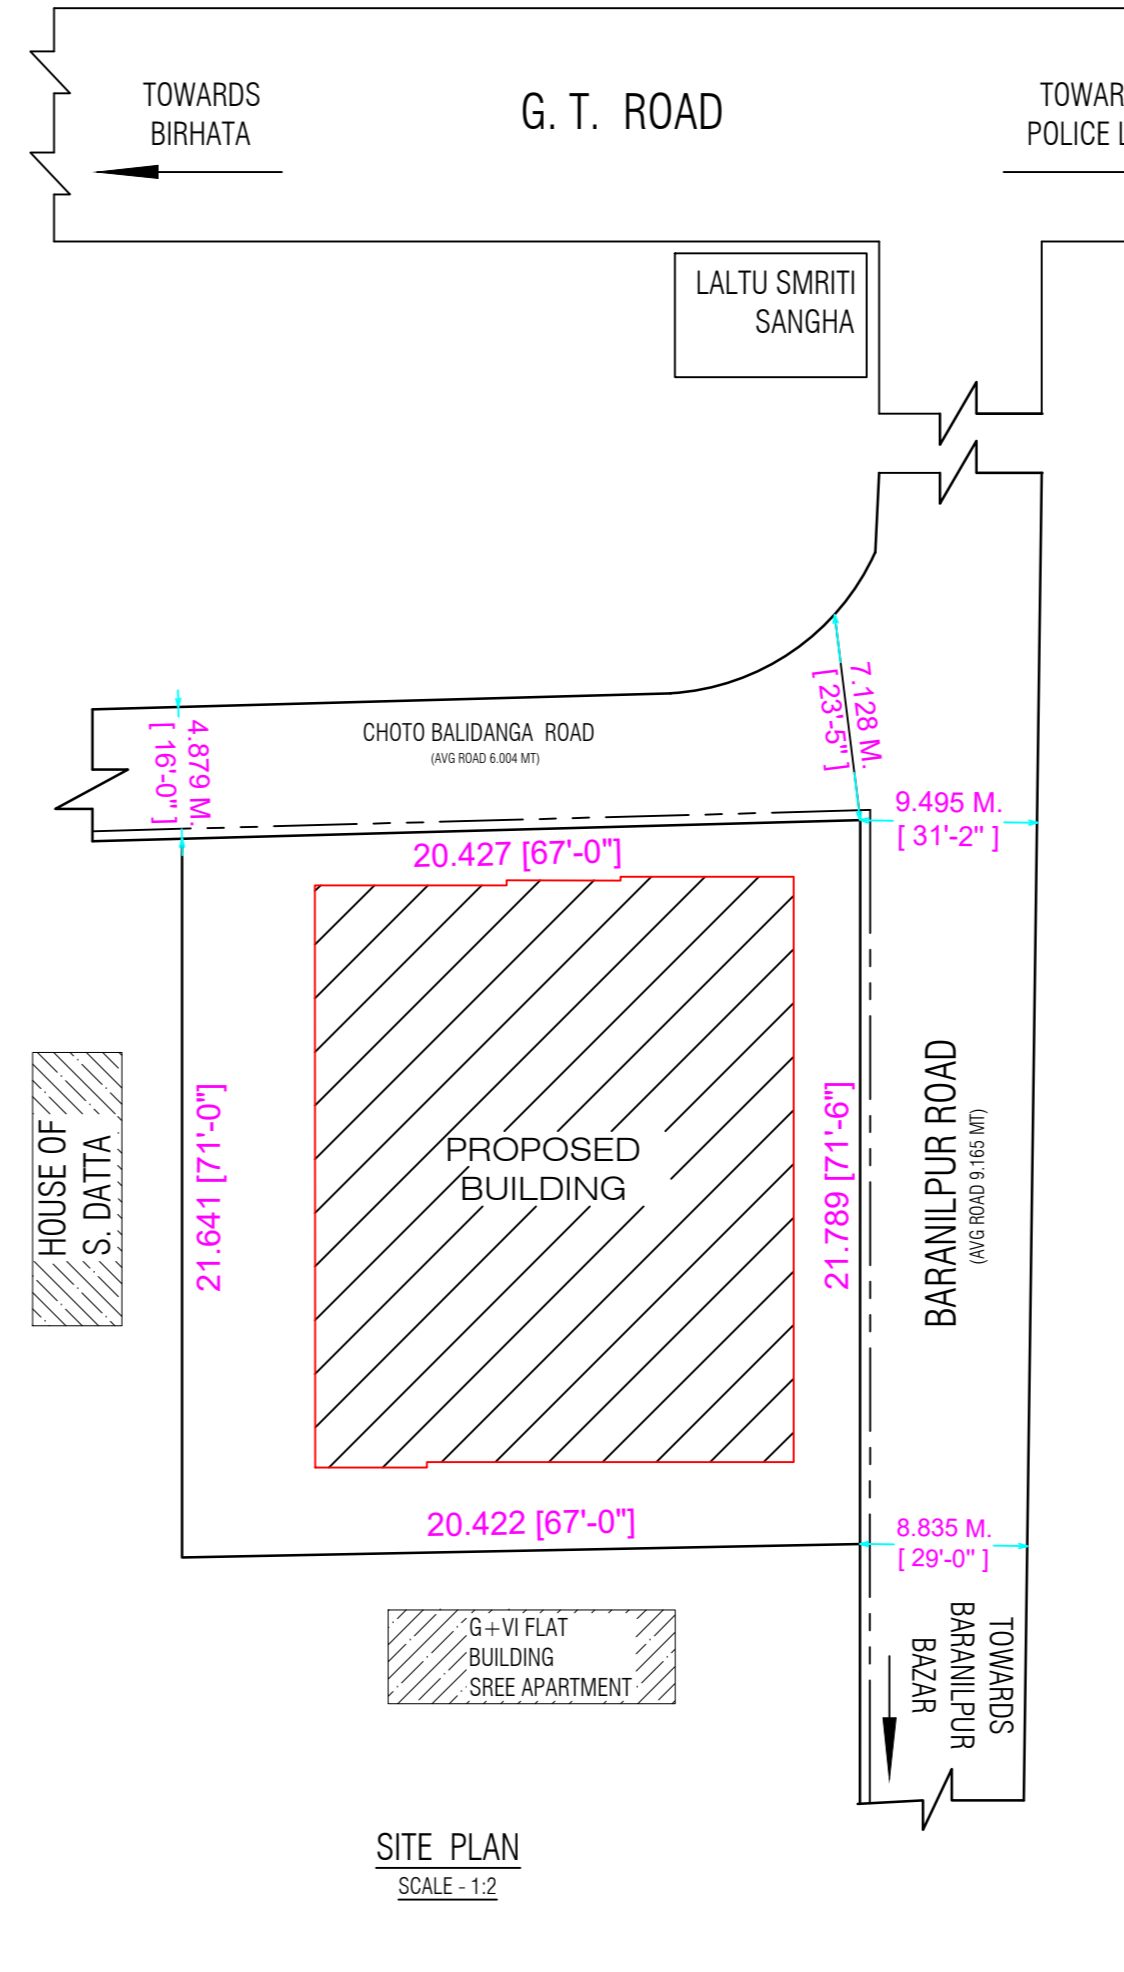 TOWARDS
BIRHATA
G. T.  ROAD
TOWAR
POLICE L
LALTU SMRITI
SANGHA
7.128 M.
[ 23'-5" ]
4.879 M.
[ 16'-0" ]
CHOTO BALIDANGA  ROAD
(AVG ROAD 6.004 MT)
9.495 M.
[ 31'-2" ]
20.427 [67'-0"]
HOUSE OF
S. DATTA
21.641 [71'-0"]
PROPOSED
BUILDING
21.789 [71'-6"]
BARANILPUR ROAD
(AVG ROAD 9.165 MT)
20.422 [67'-0"]
8.835 M.
[ 29'-0" ]
G+VI FLAT
BUILDING
SREE APARTMENT
TOWARDS
BARANILPUR
BAZAR
SITE  PLAN
SCALE - 1:2